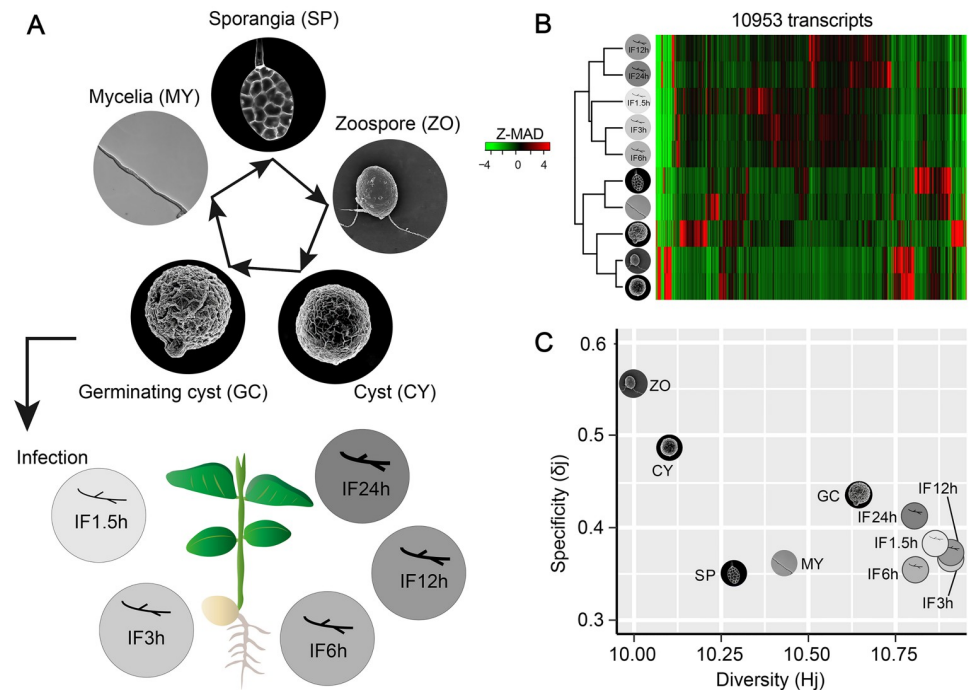 A
Sporangia (SP)
Mycelia (MY)
Zoospore (ZO)
Germinating cyst (GC)
Cyst (CY)
Infection
IF1.5h
IF24h
IF12h
IF3h
IF6h
B
10953 transcripts
Z-MAD
−4 0 4
IF12h
IF24h
IF1.5h
IF3h
IF6h
C
Specificity (δj)
0.6
0.5
0.4
0.3
ZO
CY
GC
IF12h
IF24h
IF1.5h
SP
MY
IF6h
IF3h
10.00 10.25 10.50 10.75
Diversity (Hj)